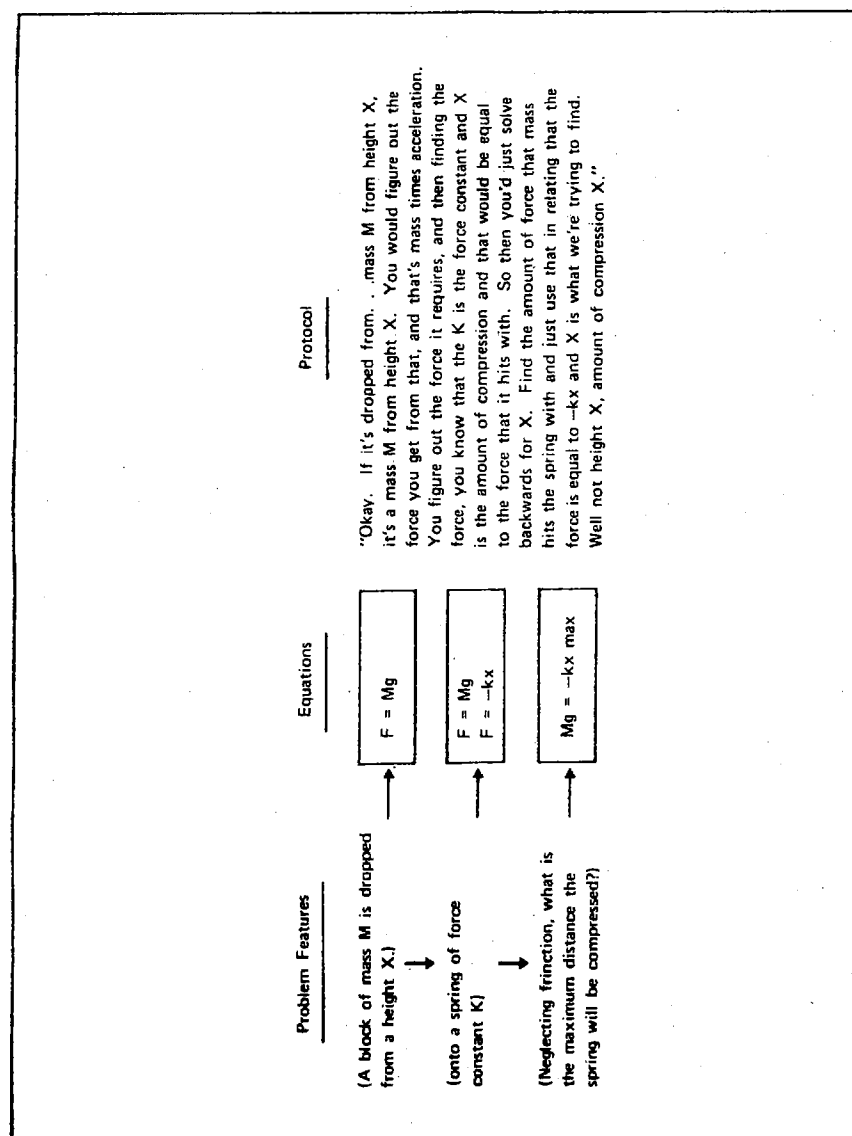 Problem Features
(A block of mass M is dropped
from a height X.)
(onto a spring of force
constant K)
(Neglecting frinction, what is
the maximum distance the
spring will be compressed?)
Equations
F = Mg
F = Mg
F = −kx
Mg = −kx max
Protocol
"Okay. If it's dropped from. . .mass M from height X,
it's a mass M from height X. You would figure out the
force you get from that, and that's mass times acceleration.
You figure out the force it requires, and then finding the
force, you know that the K is the force constant and X
is the amount of compression and that would be equal
to the force that it hits with. So then you'd just solve
backwards for X. Find the amount of force that mass
hits the spring with and just use that in relating that the
force is equal to −kx and X is what we're trying to find.
Well not height X, amount of compression X."